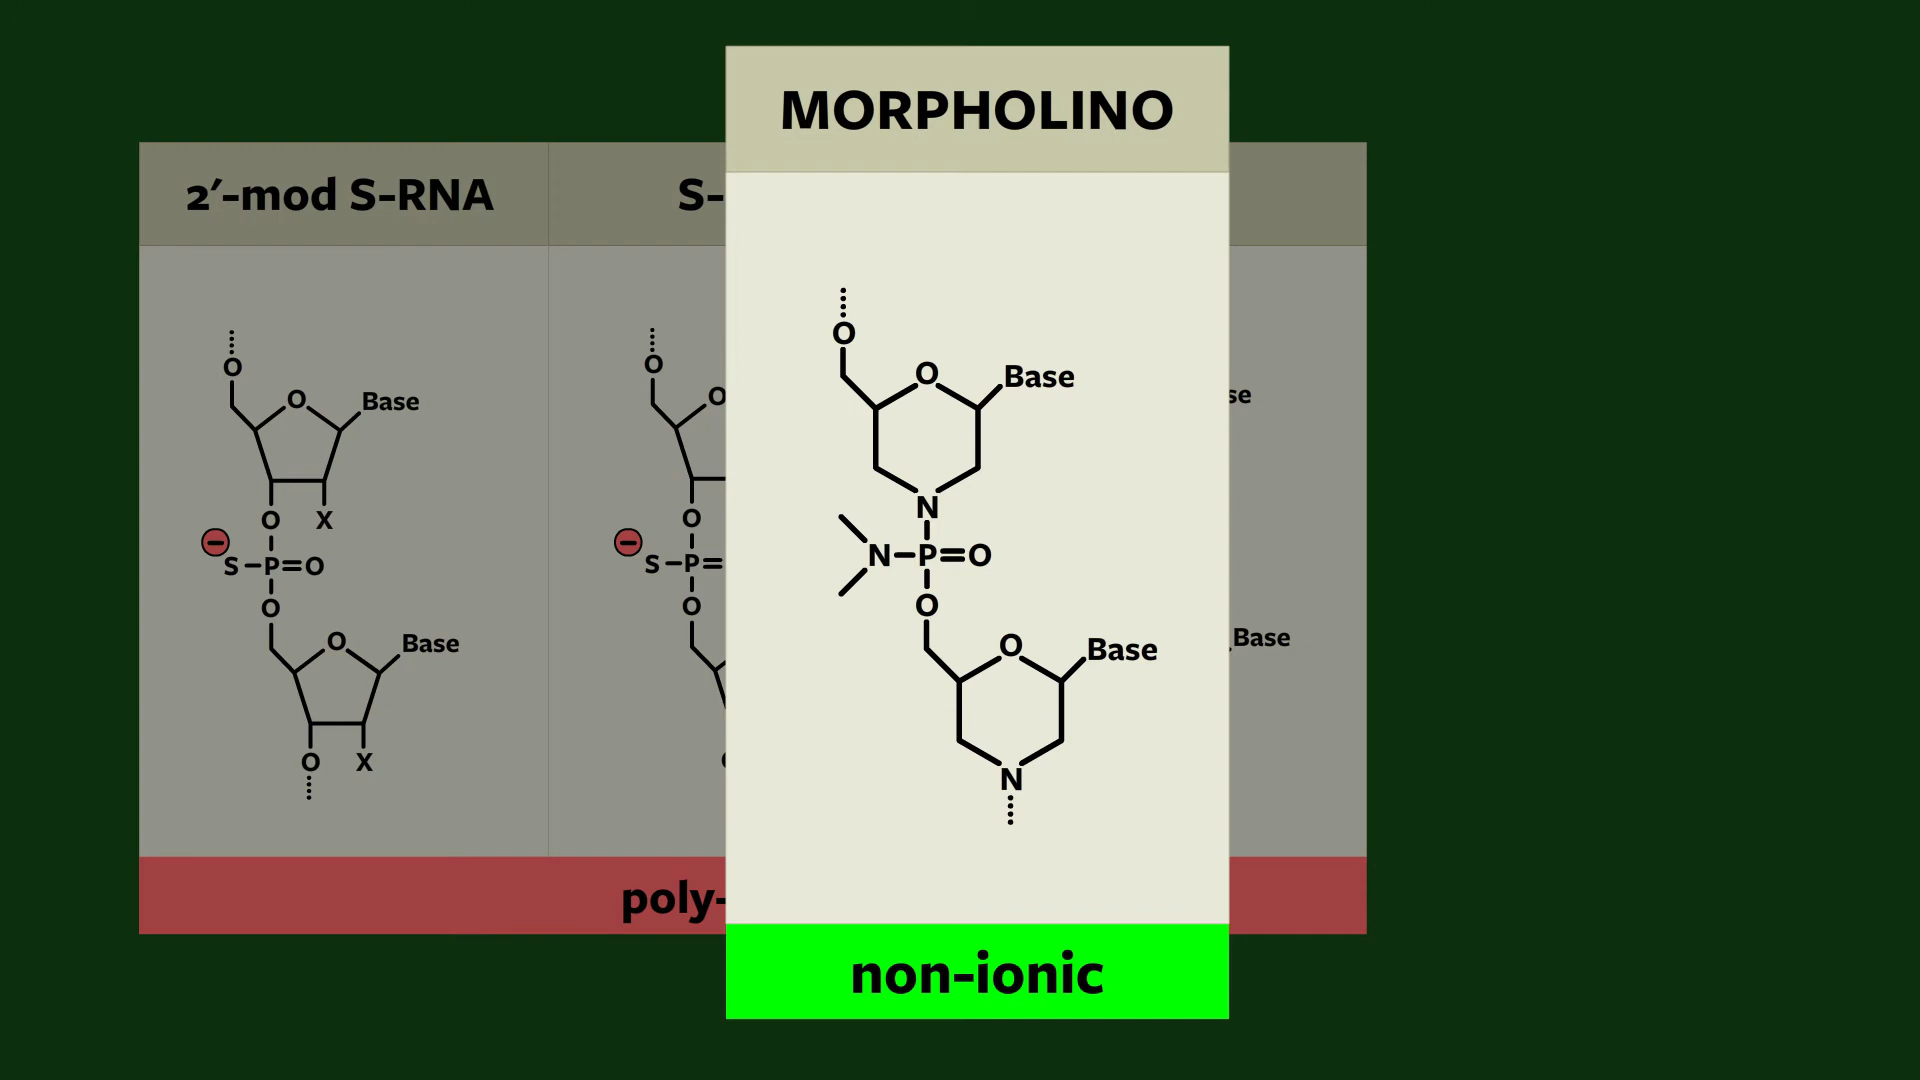 MORPHOLINO
2′-mod S-RNA
S-
O
O
Base
O
X
S-P=O
O
O
Base
O
X
O
O
O
S-P=
O
O
O
Base
N
N-P=O
O
O
Base
N
se
Base
poly-
non-ionic